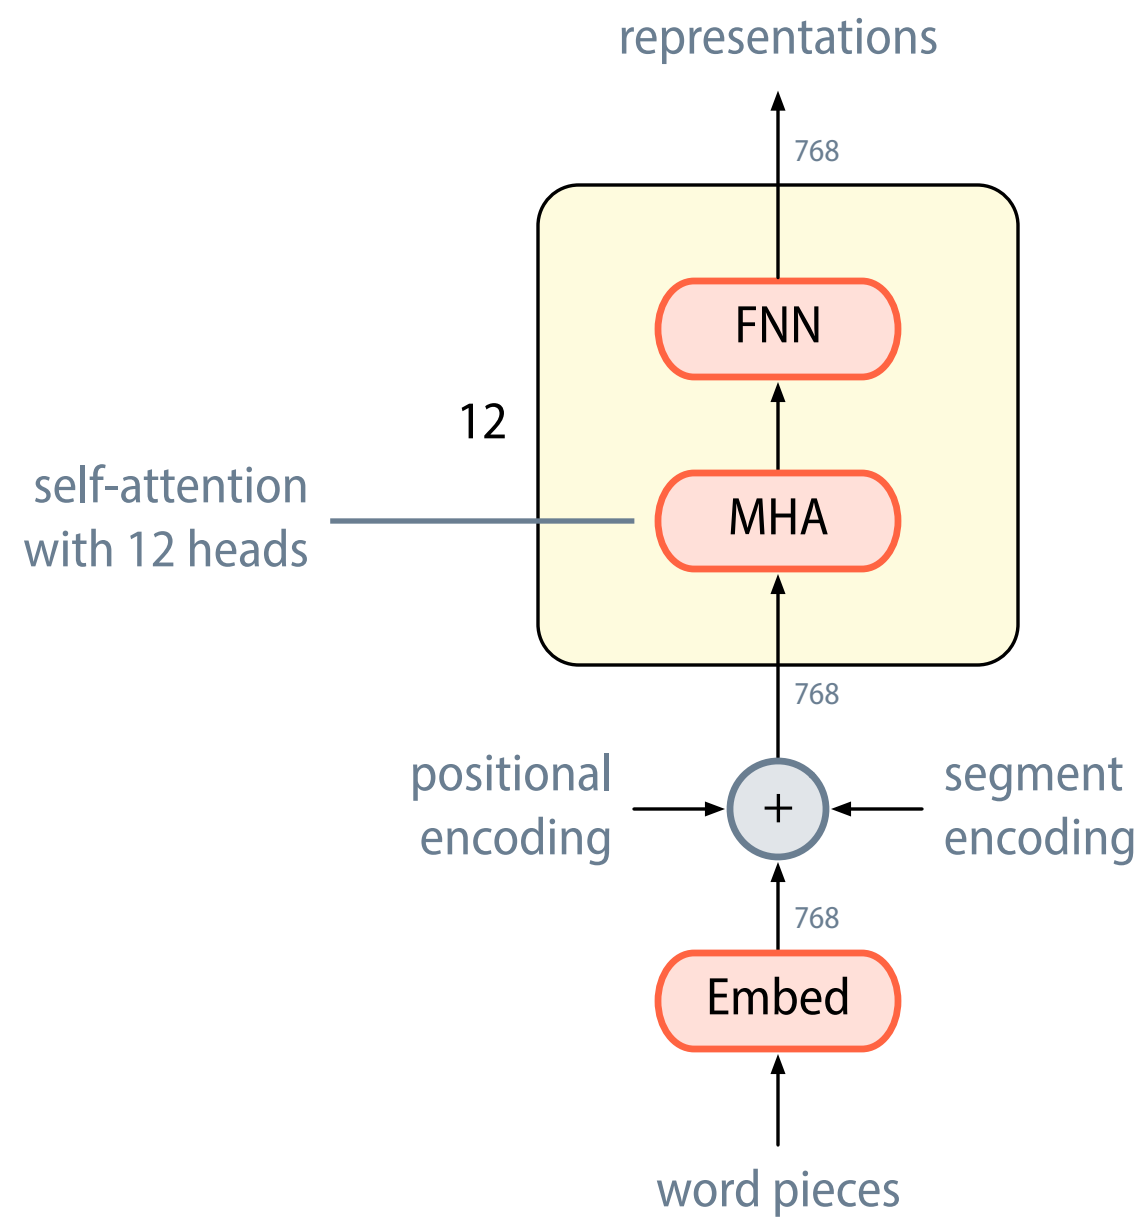 representations
768
FNN
12
self-attention
with 12 heads
MHA
768
positional
encoding
+
segment
encoding
768
Embed
word pieces